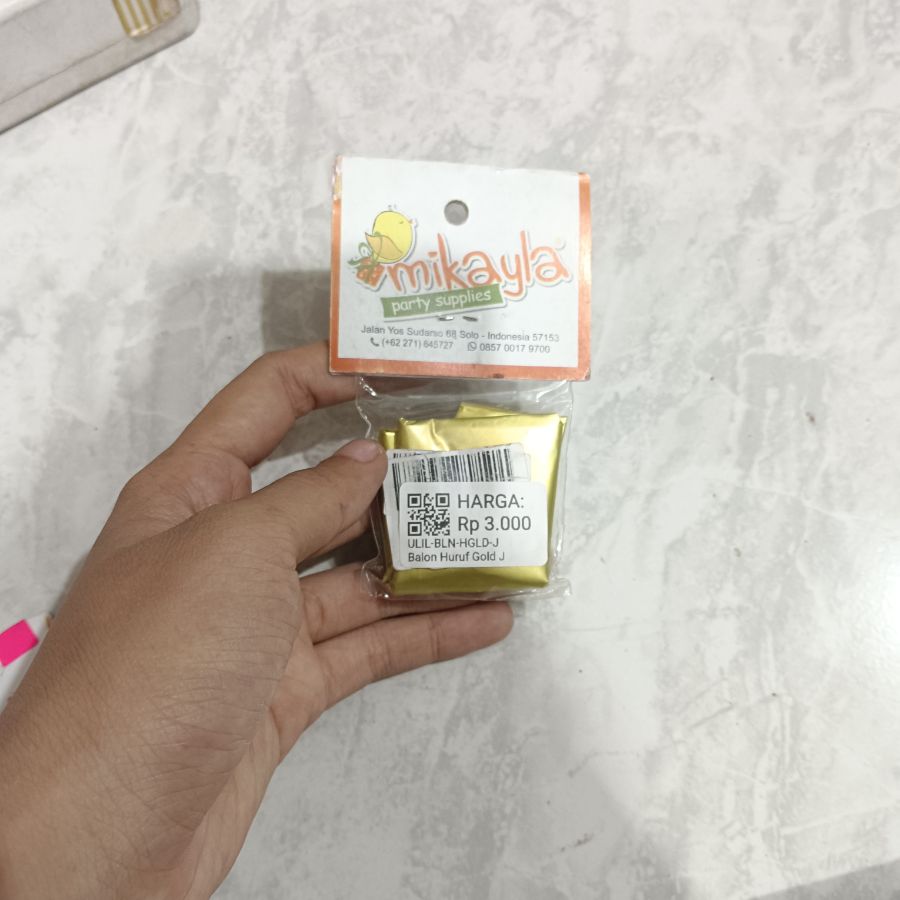 mikayla
party supplies
Jalan Yos Sudarso 68 Solo - Indonesia 57153
(+62 271) 645727 0857 0017 9700
HARGA:
Rp 3.000
ULIL-BLN-HGLD-J
Balon Huruf Gold J